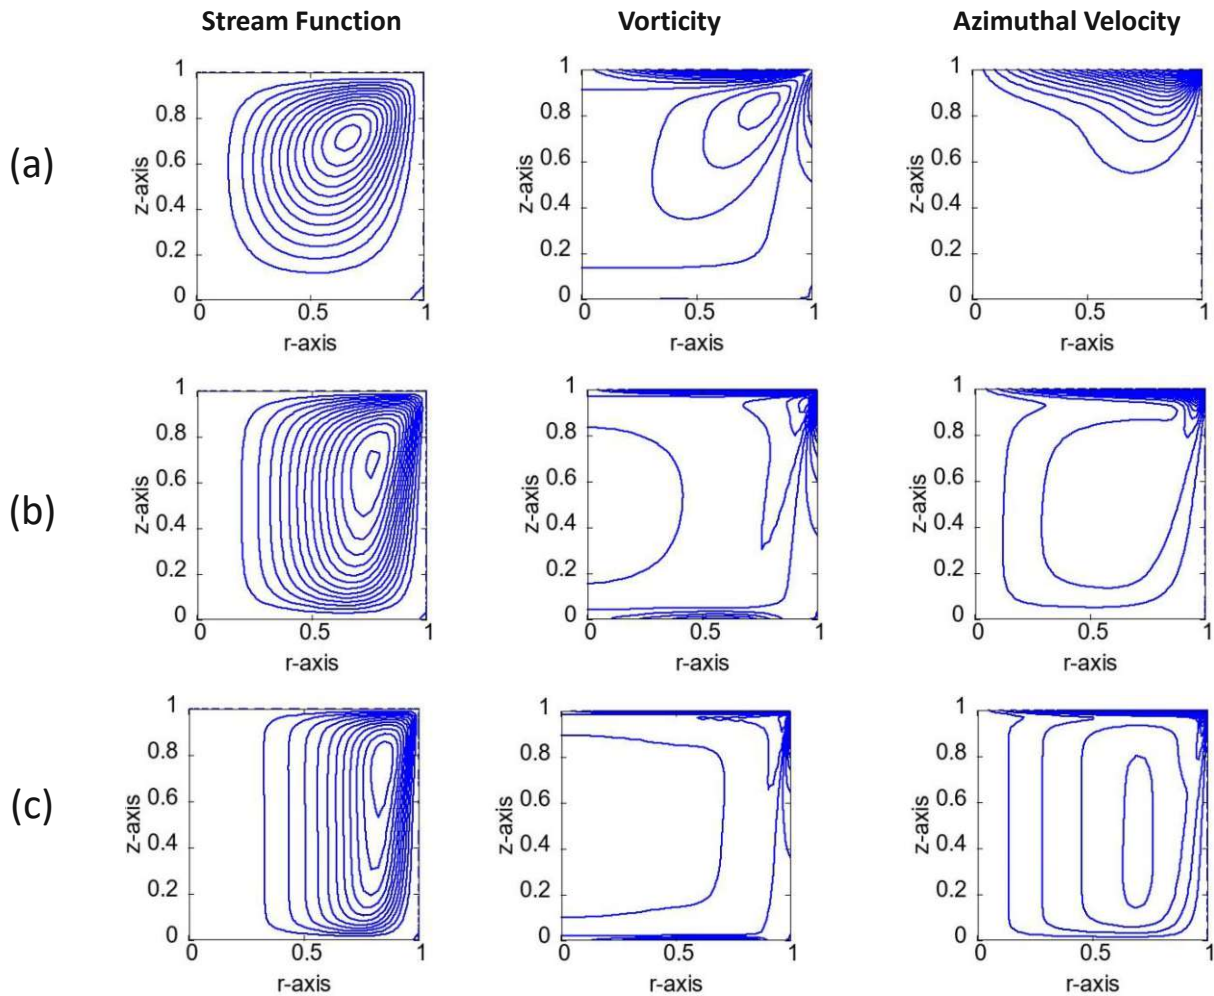 Stream Function Vorticity Azimuthal Velocity
(a)
z-axis z-axis z-axis
1 1 1
0.8 0.8 0.8
0.6 0.6 0.6
0.4 0.4 0.4
0.2 0.2 0.2
0 0 0
0 0.5 1 0 0.5 1 0 0.5 1
r-axis r-axis r-axis
(b)
z-axis z-axis z-axis
1 1 1
0.8 0.8 0.8
0.6 0.6 0.6
0.4 0.4 0.4
0.2 0.2 0.2
0 0 0
0 0.5 1 0 0.5 1 0 0.5 1
r-axis r-axis r-axis
(c)
z-axis z-axis z-axis
1 1 1
0.8 0.8 0.8
0.6 0.6 0.6
0.4 0.4 0.4
0.2 0.2 0.2
0 0 0
0 0.5 1 0 0.5 1 0 0.5 1
r-axis r-axis r-axis